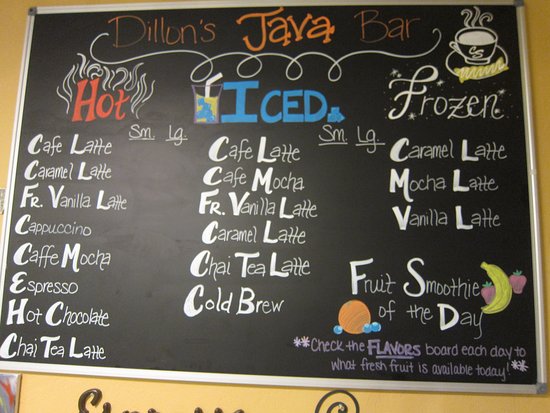 Dillon's Java Bar
Hot
Sm. Lg.
Cafe Latte
Caramel Latte
Fr. Vanilla Latte
Cappuccino
Caffe Mocha
Espresso
Hot Chocolate
Chai Tea Latte
Iced
Sm. Lg.
Cafe Latte
Cafe Mocha
Fr. Vanilla Latte
Caramel Latte
Chai Tea Latte
Cold Brew
Frozen
Caramel Latte
Mocha Latte
Vanilla Latte
Fruit Smoothie
of the Day
**Check the FLAVORS board each day to
what fresh fruit is available today!**